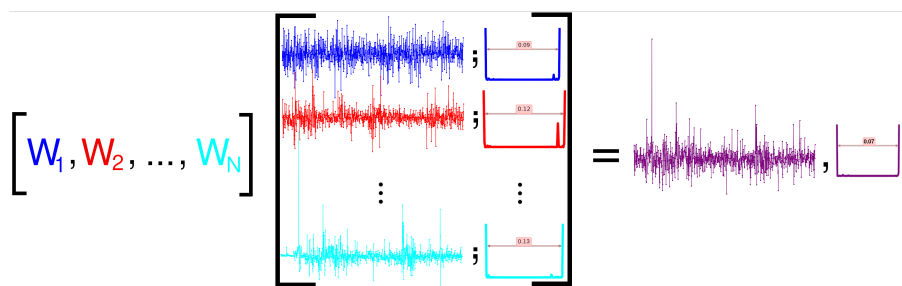 [W1, W2, ..., WN] [ ; 0.09
; 0.12
⋮ ⋮
; 0.13 ] = , 0.07